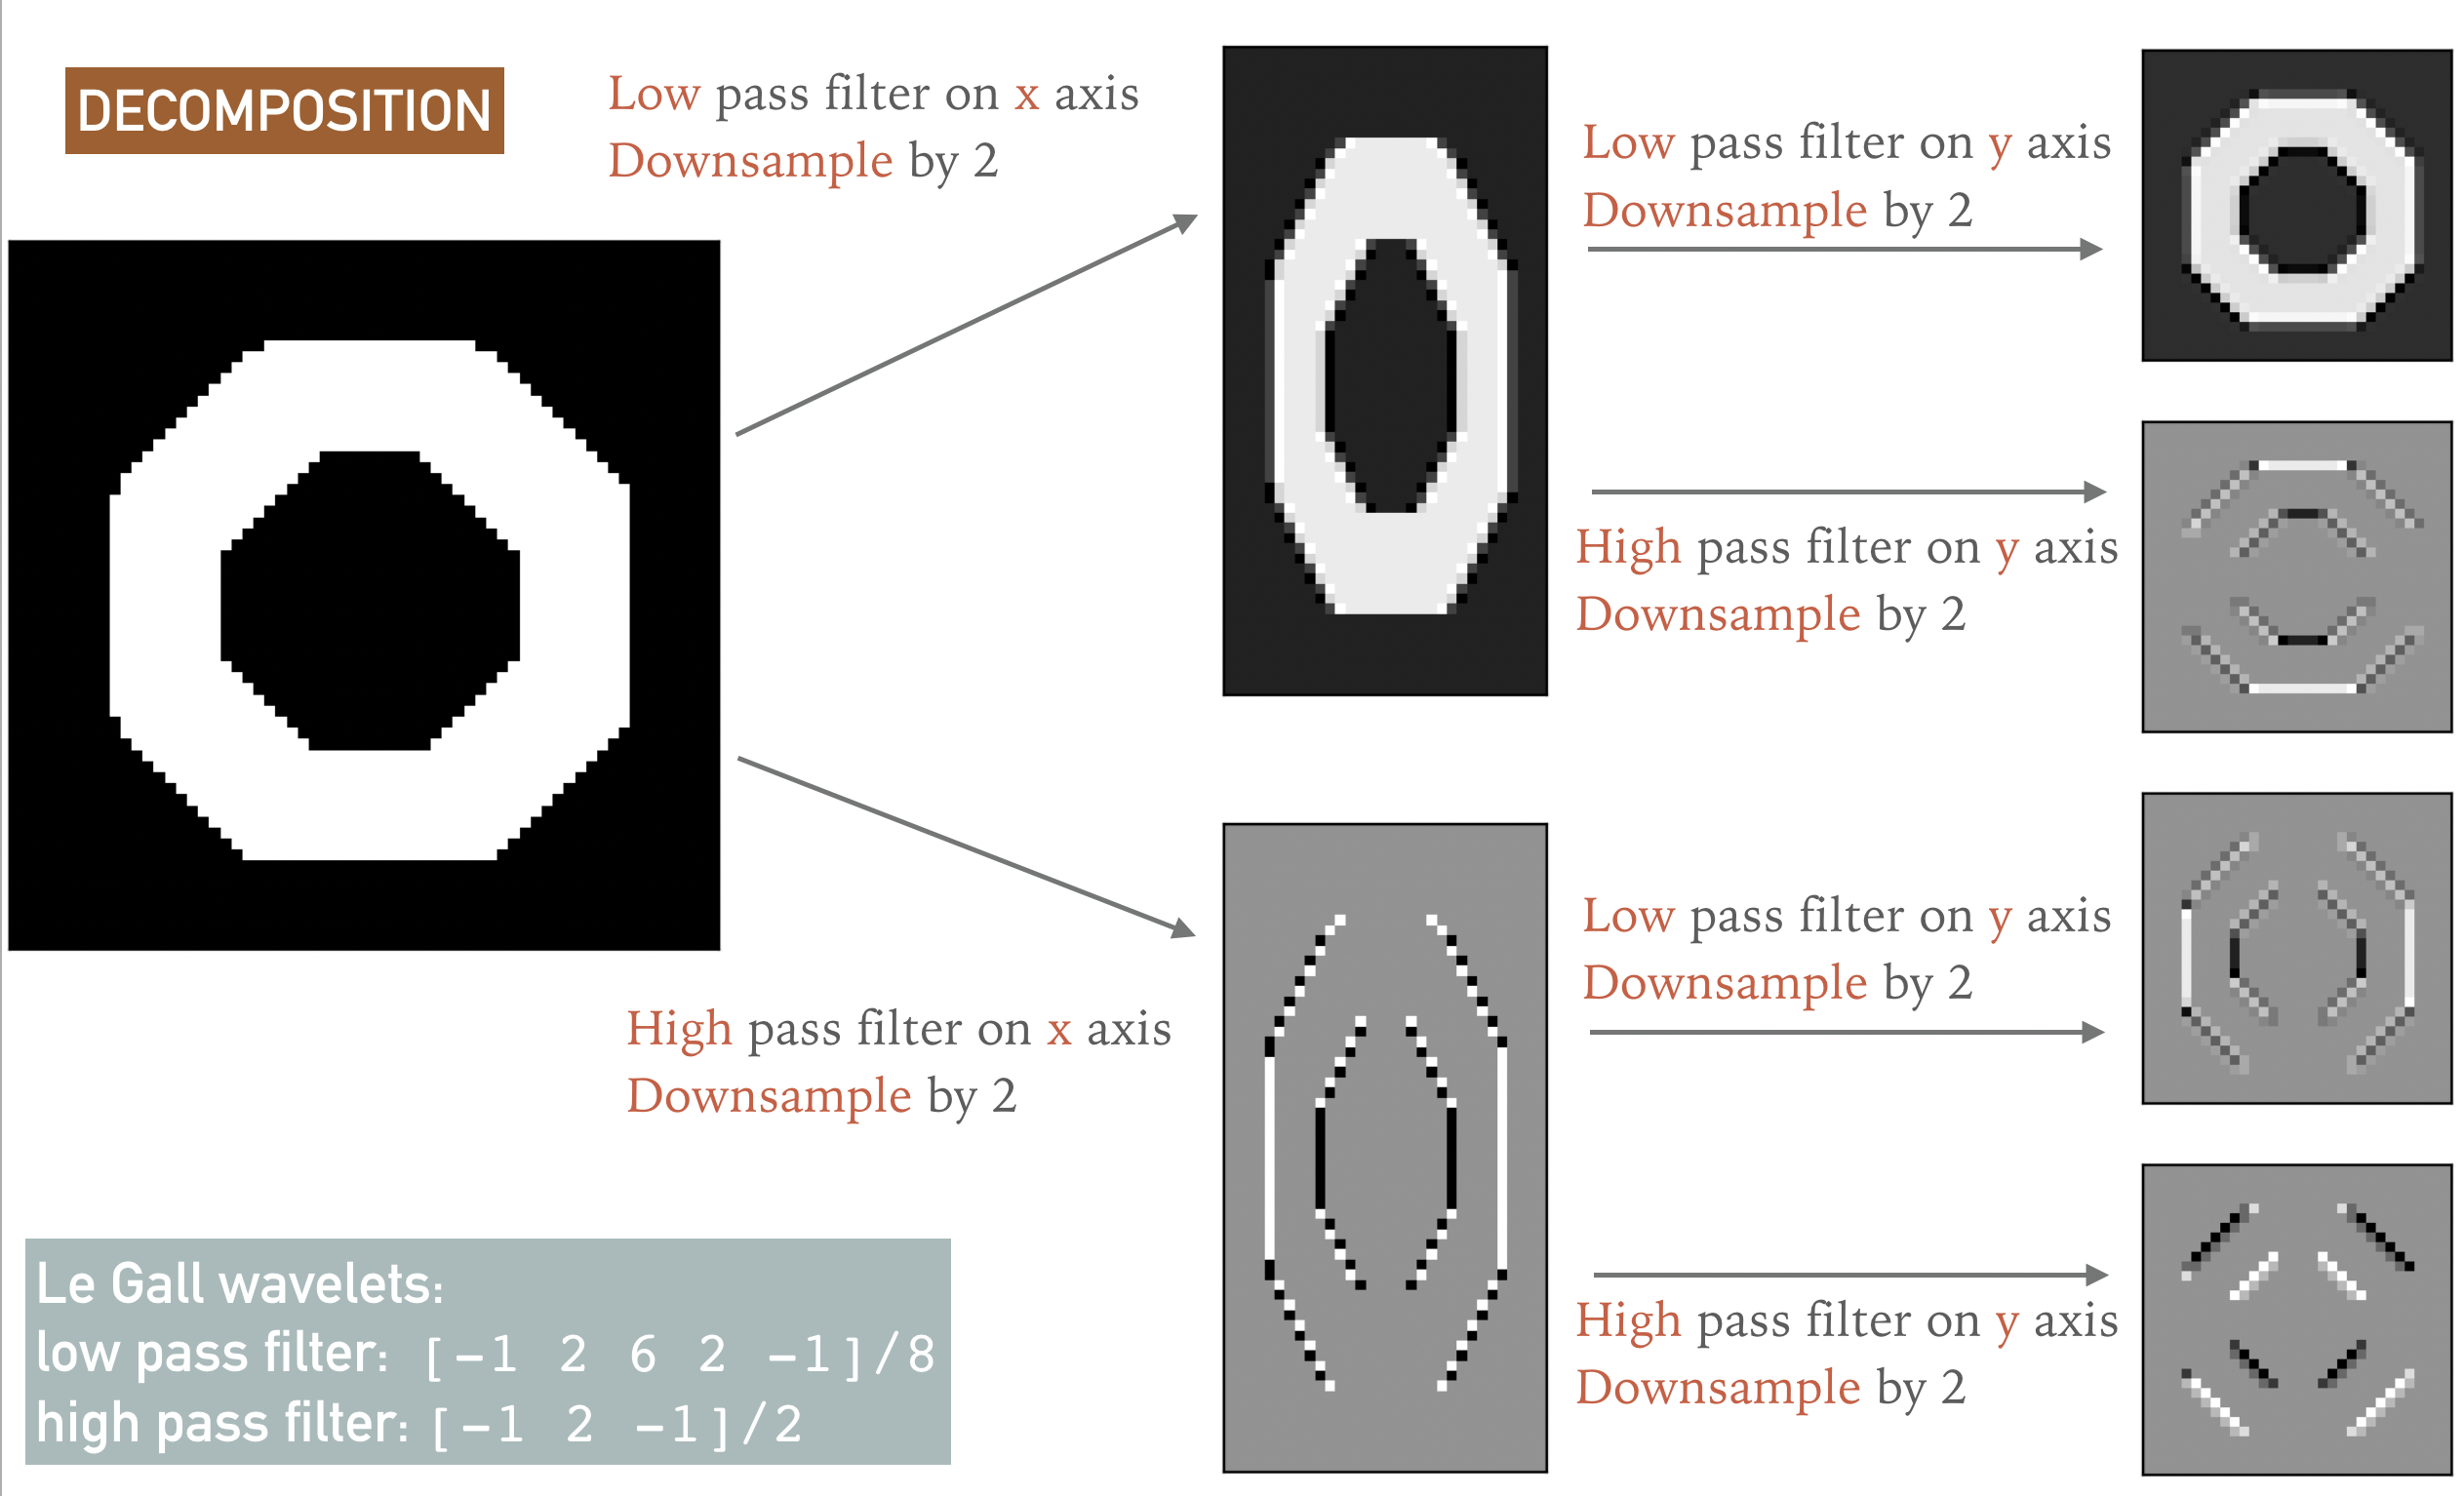 DECOMPOSITION
Low pass filter on x axis
Downsample by 2
Low pass filter on y axis
Downsample by 2
High pass filter on y axis
Downsample by 2
High pass filter on x axis
Downsample by 2
Low pass filter on y axis
Downsample by 2
High pass filter on y axis
Downsample by 2
Le Gall wavelets:
low pass filter: [-1 2 6 2 -1]/8
high pass filter: [-1 2 -1]/2